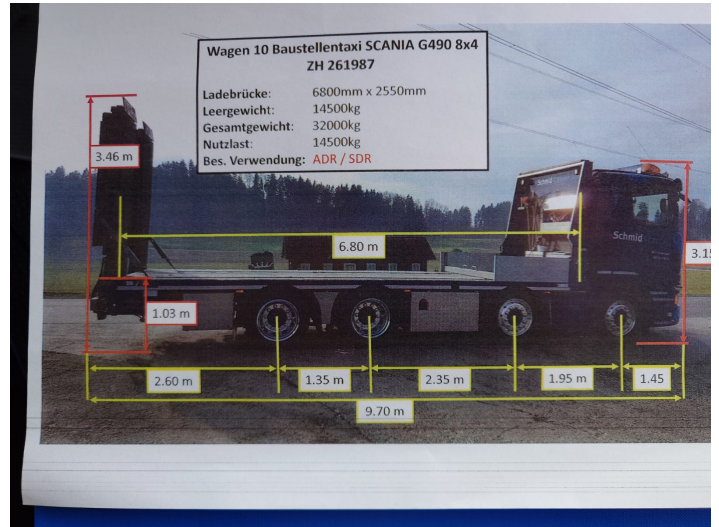 Wagen 10 Baustellentaxi SCANIA G490 8x4
ZH 261987
Ladebrücke: 6800mm x 2550mm
Leergewicht: 14500kg
Gesamtgewicht: 32000kg
Nutzlast: 14500kg
Bes. Verwendung: ADR / SDR
3.46 m
Schmid
6.80 m
Schmid
3.15
1.03 m
2.60 m
1.35 m
2.35 m
1.95 m
1.45
9.70 m